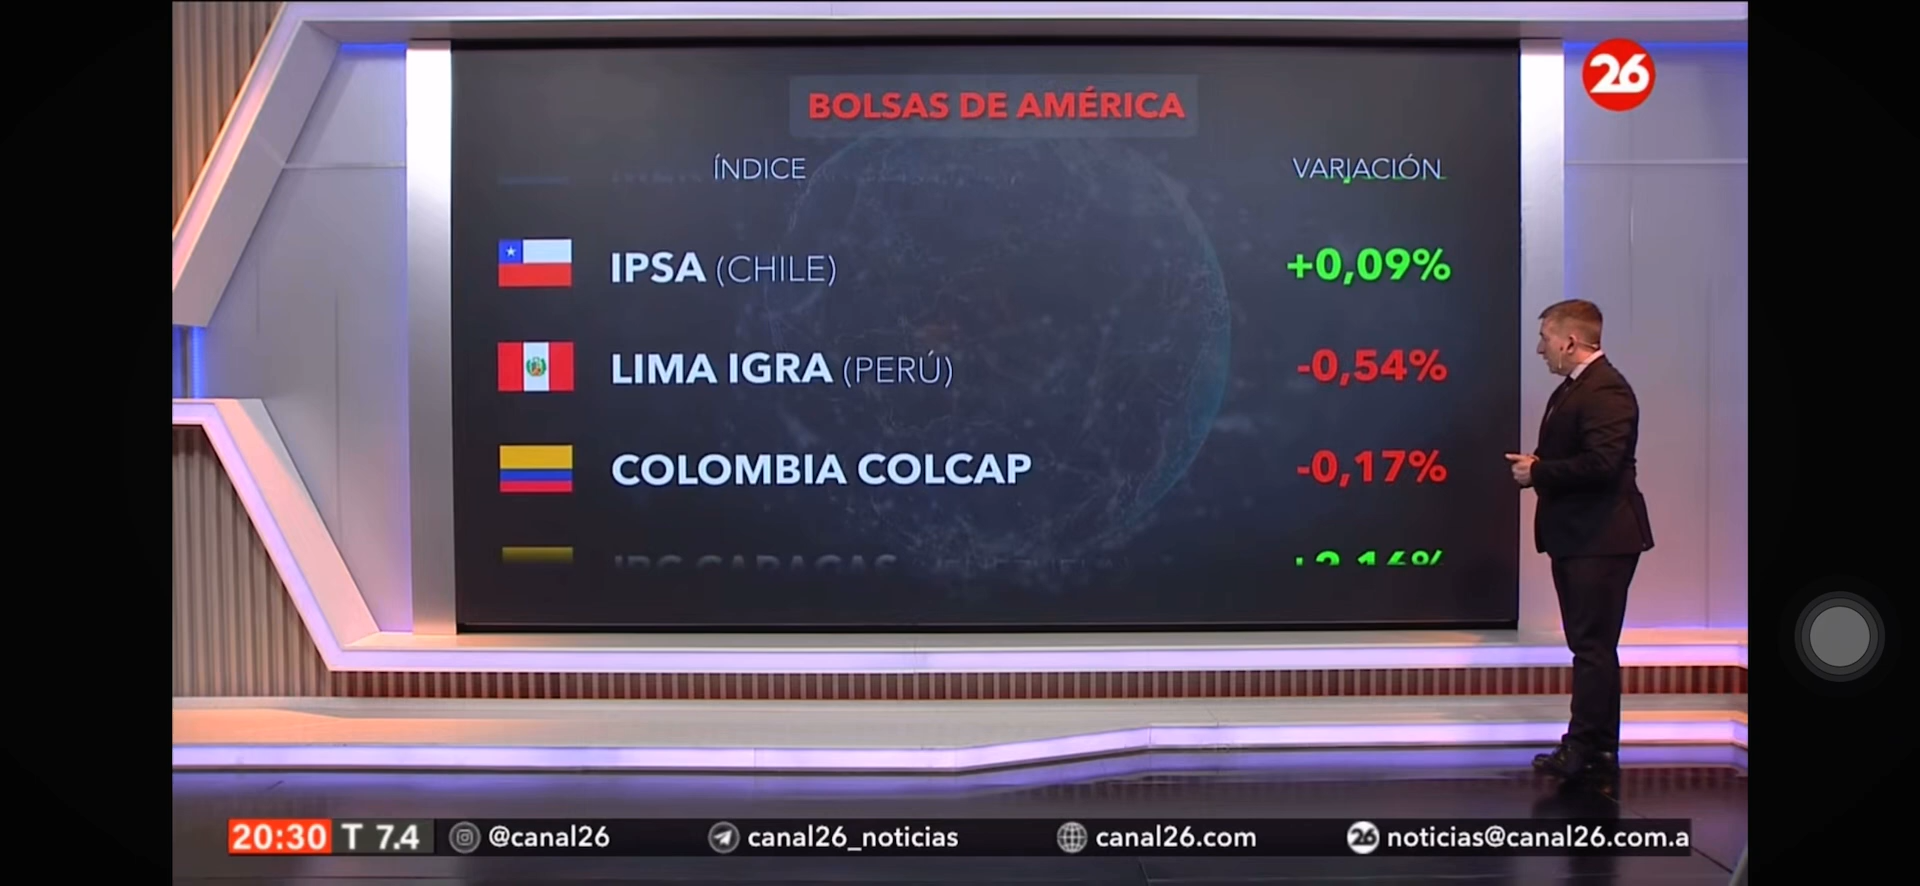 26
BOLSAS DE AMÉRICA
ÍNDICE VARIACIÓN
IPSA (CHILE) +0,09%
LIMA IGRA (PERÚ) -0,54%
COLOMBIA COLCAP -0,17%
20:30 T 7.4 @canal26 canal26_noticias canal26.com 26 noticias@canal26.com.a